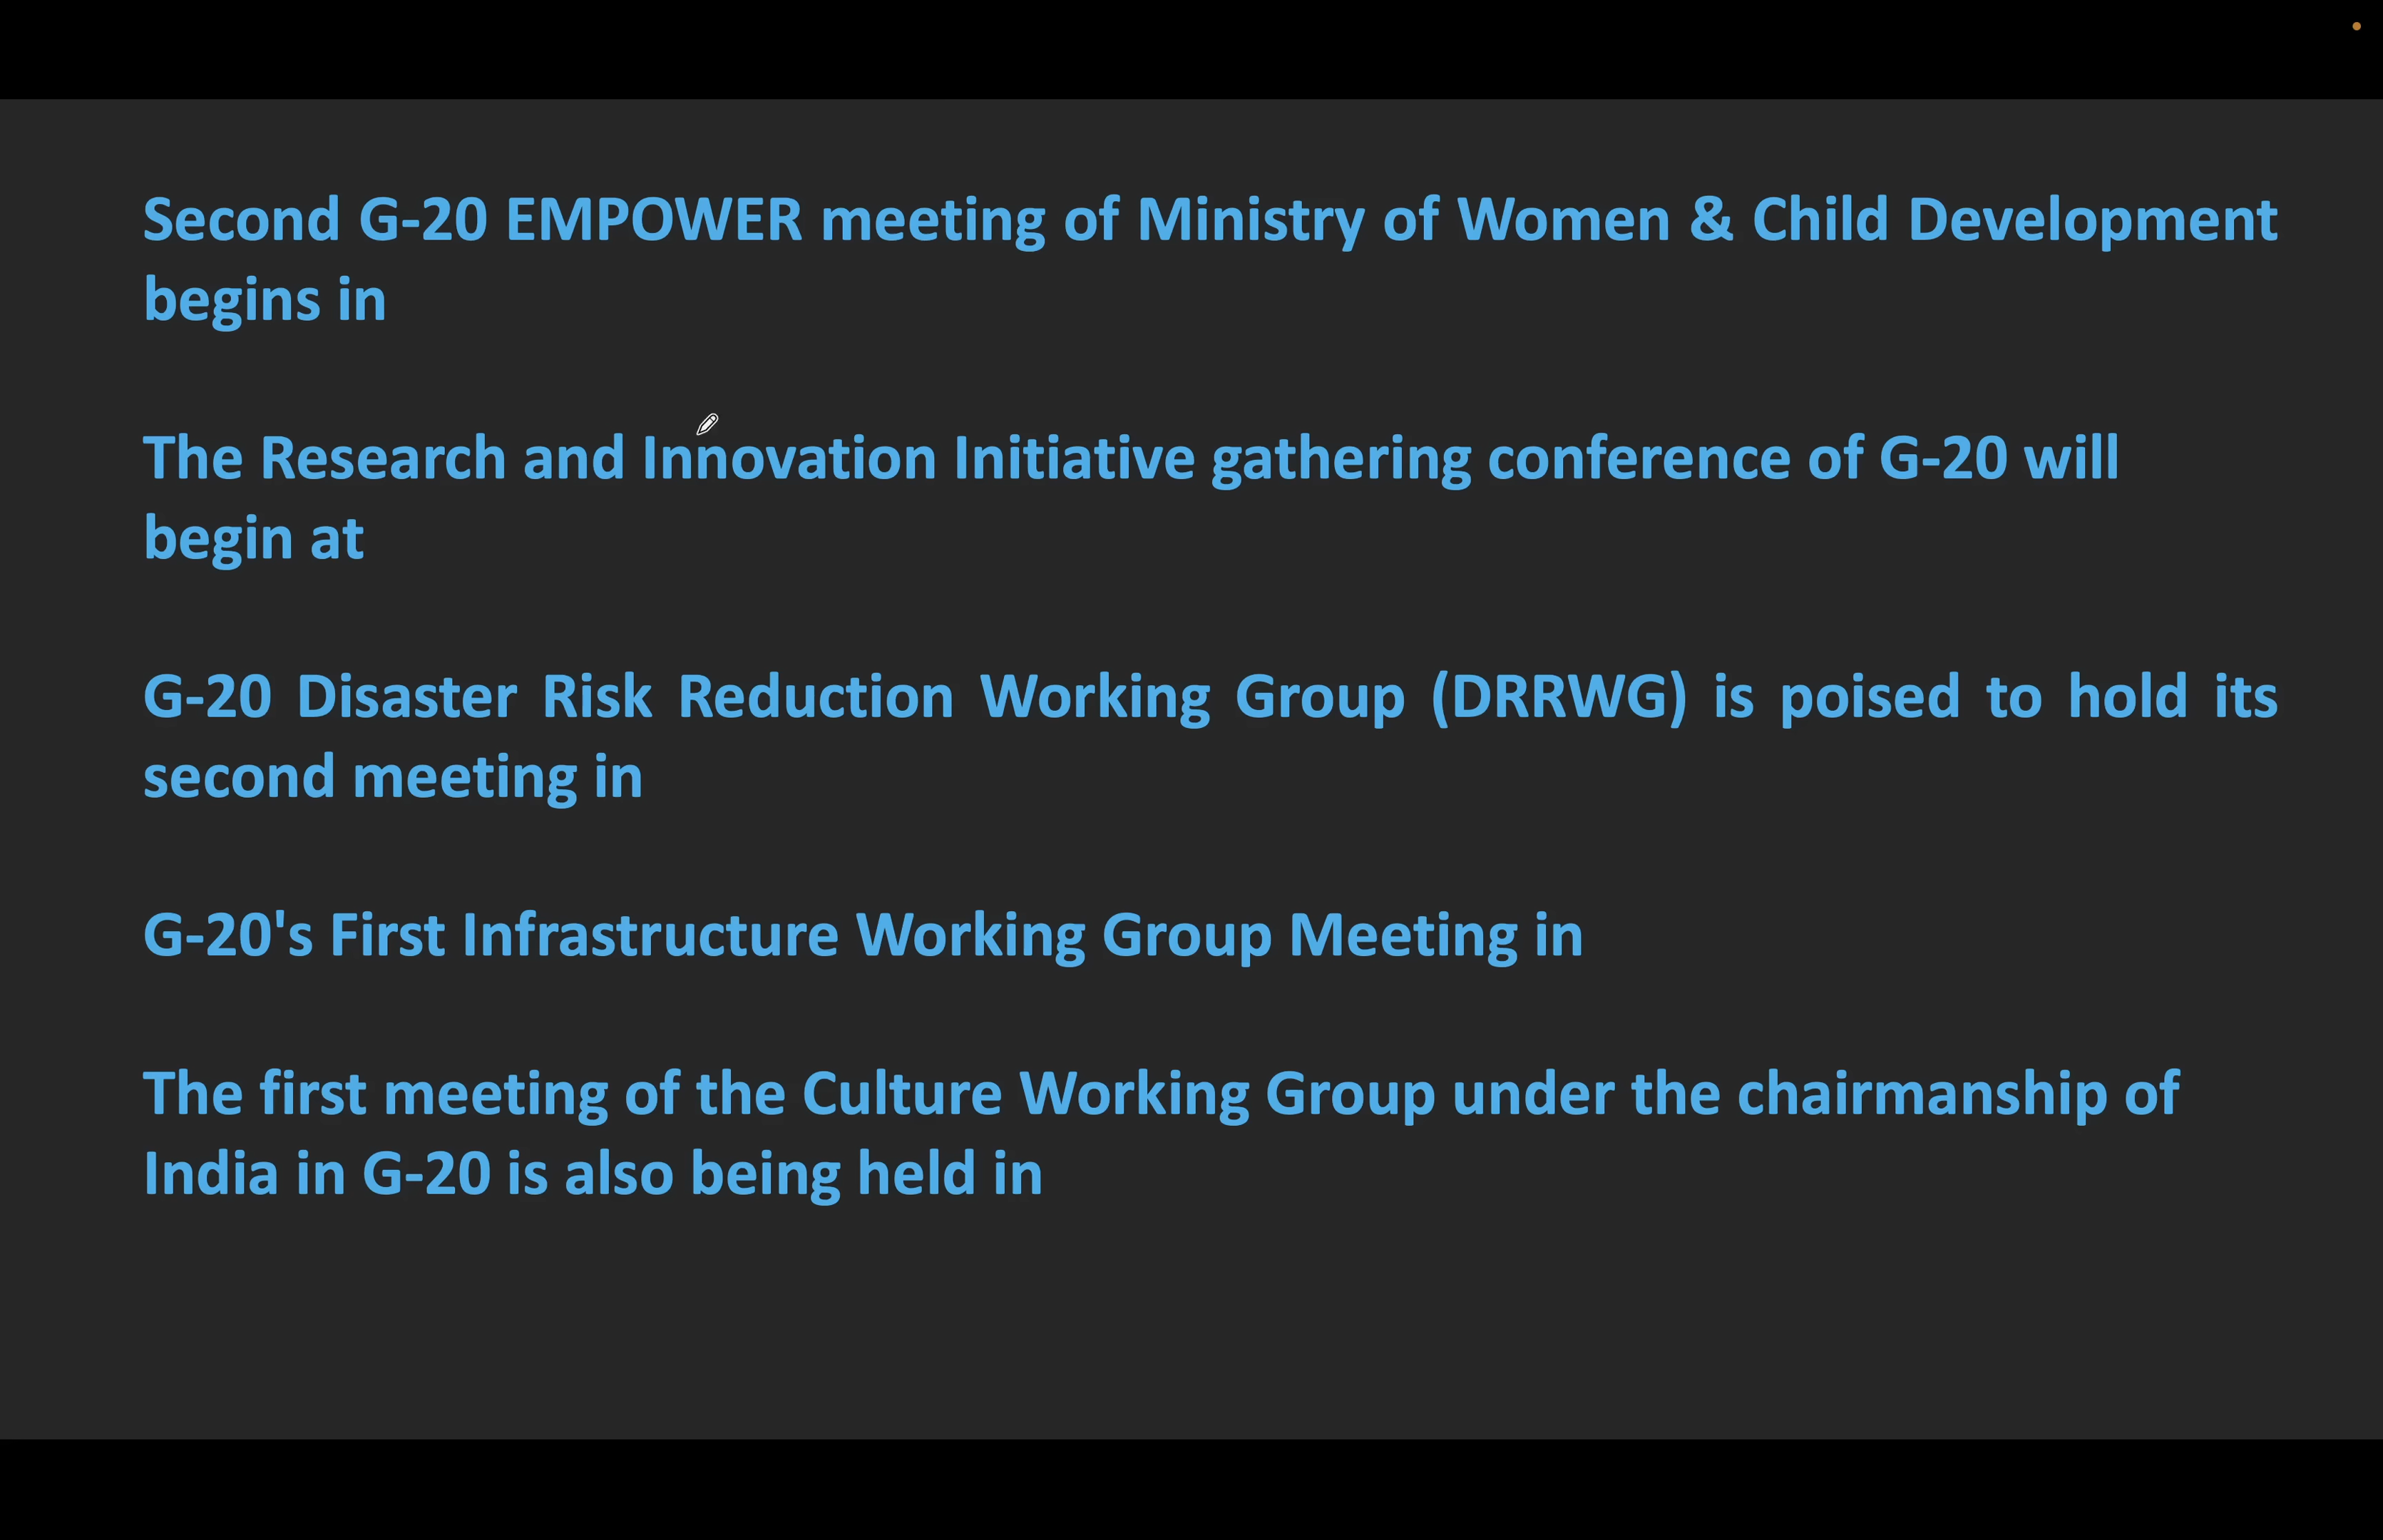 Second G-20 EMPOWER meeting of Ministry of Women & Child Development
begins in
The Research and Innovation Initiative gathering conference of G-20 will
begin at
G-20 Disaster Risk Reduction Working Group (DRRWG) is poised to hold its
second meeting in
G-20's First Infrastructure Working Group Meeting in
The first meeting of the Culture Working Group under the chairmanship of
India in G-20 is also being held in